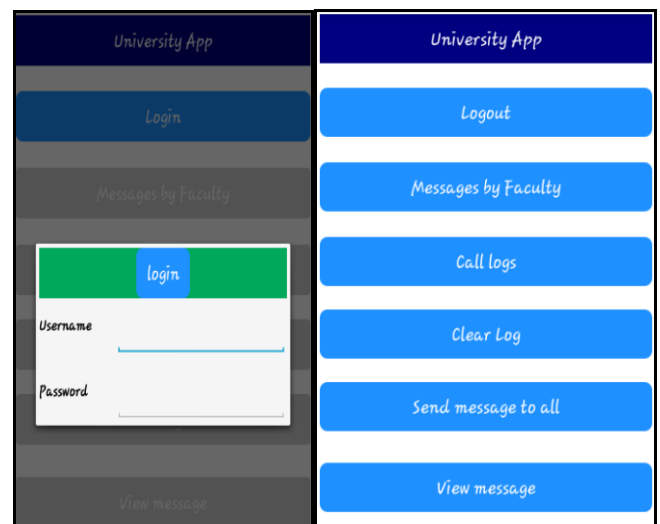 University App
Login
Messages by Faculty
login
Username
Password
View message
University App
Logout
Messages by Faculty
Call logs
Clear Log
Send message to all
View message